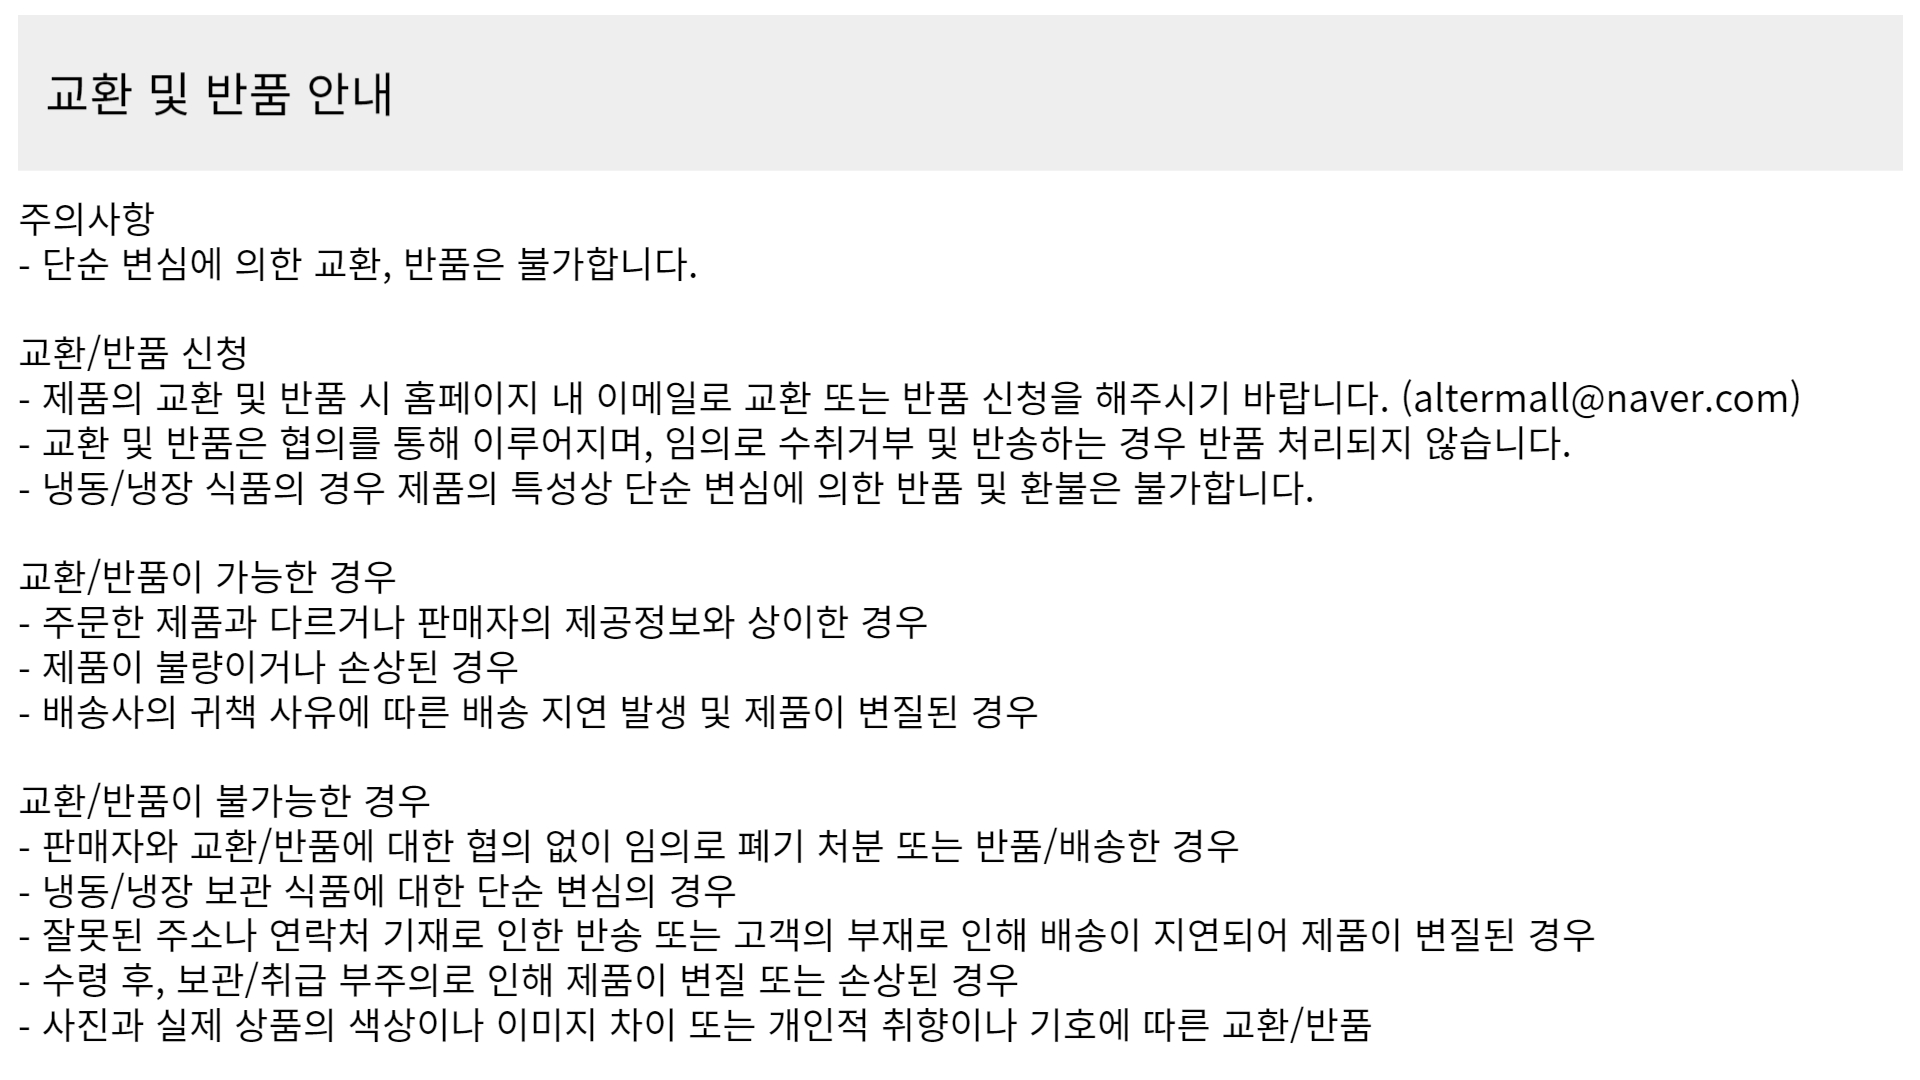 교환 및 반품 안내
주의사항
- 단순 변심에 의한 교환, 반품은 불가합니다.
교환/반품 신청
- 제품의 교환 및 반품 시 홈페이지 내 이메일로 교환 또는 반품 신청을 해주시기 바랍니다. (altermall@naver.com)
- 교환 및 반품은 협의를 통해 이루어지며, 임의로 수취거부 및 반송하는 경우 반품 처리되지 않습니다.
- 냉동/냉장 식품의 경우 제품의 특성상 단순 변심에 의한 반품 및 환불은 불가합니다.
교환/반품이 가능한 경우
- 주문한 제품과 다르거나 판매자의 제공정보와 상이한 경우
- 제품이 불량이거나 손상된 경우
- 배송사의 귀책 사유에 따른 배송 지연 발생 및 제품이 변질된 경우
교환/반품이 불가능한 경우
- 판매자와 교환/반품에 대한 협의 없이 임의로 폐기 처분 또는 반품/배송한 경우
- 냉동/냉장 보관 식품에 대한 단순 변심의 경우
- 잘못된 주소나 연락처 기재로 인한 반송 또는 고객의 부재로 인해 배송이 지연되어 제품이 변질된 경우
- 수령 후, 보관/취급 부주의로 인해 제품이 변질 또는 손상된 경우
- 사진과 실제 상품의 색상이나 이미지 차이 또는 개인적 취향이나 기호에 따른 교환/반품